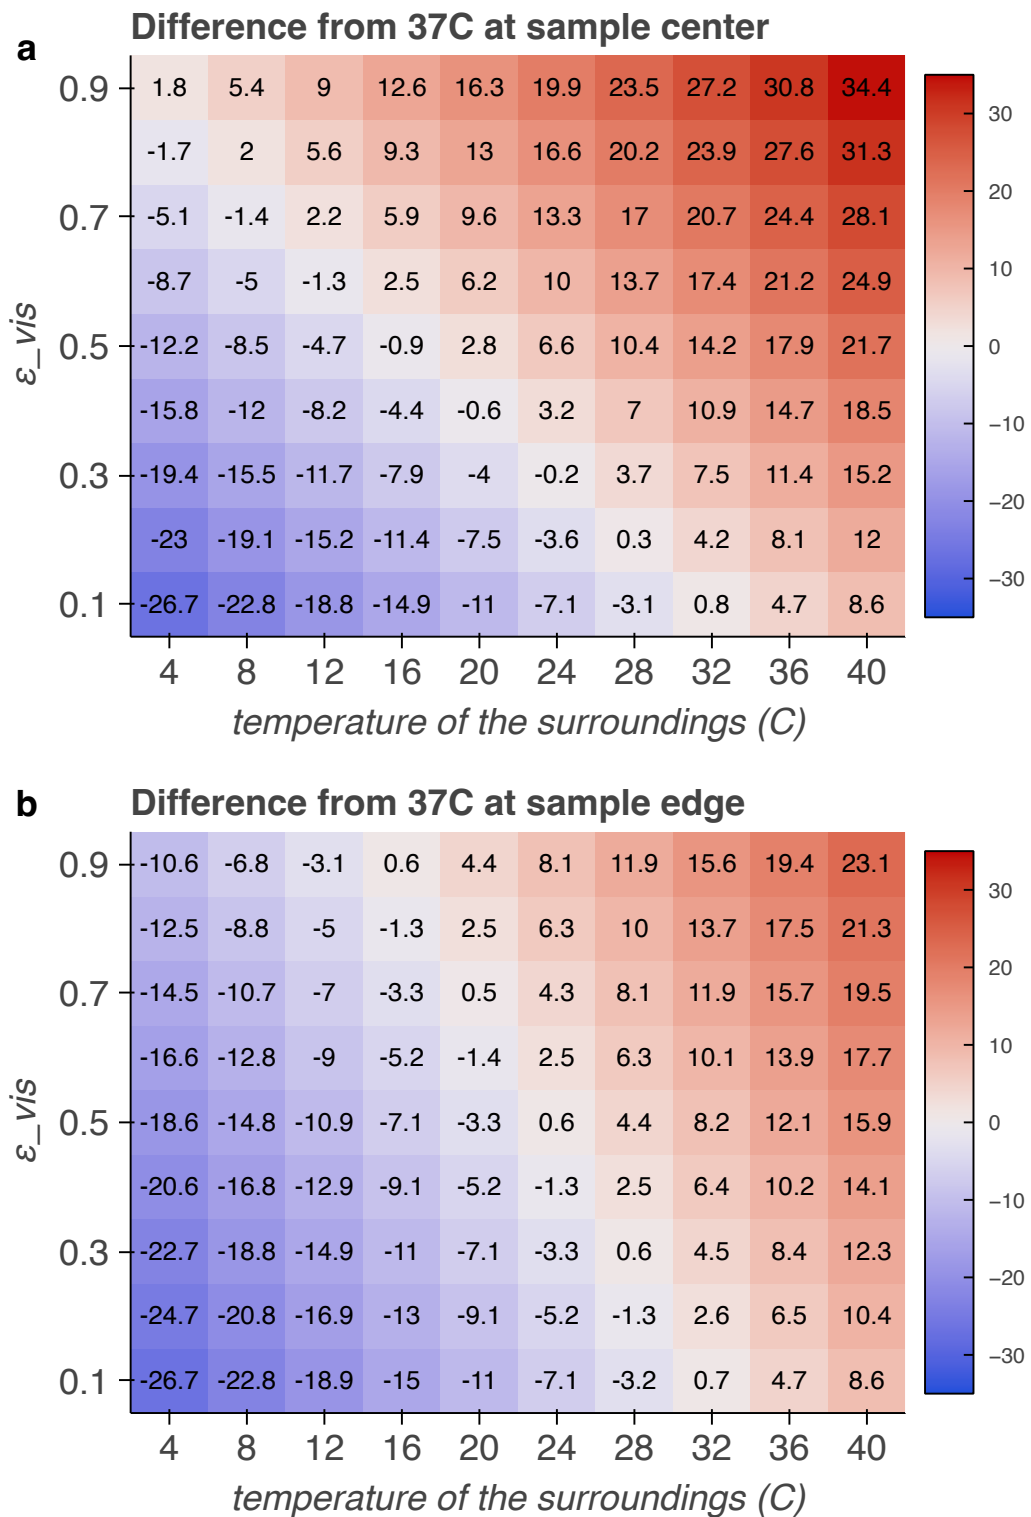 a
Difference from 37C at sample center
0.9 1.8 5.4 9 12.6 16.3 19.9 23.5 27.2 30.8 34.4
-1.7 2 5.6 9.3 13 16.6 20.2 23.9 27.6 31.3
0.7 -5.1 -1.4 2.2 5.9 9.6 13.3 17 20.7 24.4 28.1
-8.7 -5 -1.3 2.5 6.2 10 13.7 17.4 21.2 24.9
0.5 -12.2 -8.5 -4.7 -0.9 2.8 6.6 10.4 14.2 17.9 21.7
-15.8 -12 -8.2 -4.4 -0.6 3.2 7 10.9 14.7 18.5
0.3 -19.4 -15.5 -11.7 -7.9 -4 -0.2 3.7 7.5 11.4 15.2
-23 -19.1 -15.2 -11.4 -7.5 -3.6 0.3 4.2 8.1 12
0.1 -26.7 -22.8 -18.8 -14.9 -11 -7.1 -3.1 0.8 4.7 8.6
4 8 12 16 20 24 28 32 36 40
temperature of the surroundings (C)
ε_vis
30
20
10
0
−10
−20
−30
b
Difference from 37C at sample edge
0.9 -10.6 -6.8 -3.1 0.6 4.4 8.1 11.9 15.6 19.4 23.1
-12.5 -8.8 -5 -1.3 2.5 6.3 10 13.7 17.5 21.3
0.7 -14.5 -10.7 -7 -3.3 0.5 4.3 8.1 11.9 15.7 19.5
-16.6 -12.8 -9 -5.2 -1.4 2.5 6.3 10.1 13.9 17.7
0.5 -18.6 -14.8 -10.9 -7.1 -3.3 0.6 4.4 8.2 12.1 15.9
-20.6 -16.8 -12.9 -9.1 -5.2 -1.3 2.5 6.4 10.2 14.1
0.3 -22.7 -18.8 -14.9 -11 -7.1 -3.3 0.6 4.5 8.4 12.3
-24.7 -20.8 -16.9 -13 -9.1 -5.2 -1.3 2.6 6.5 10.4
0.1 -26.7 -22.8 -18.9 -15 -11 -7.1 -3.2 0.7 4.7 8.6
4 8 12 16 20 24 28 32 36 40
temperature of the surroundings (C)
ε_vis
30
20
10
0
−10
−20
−30